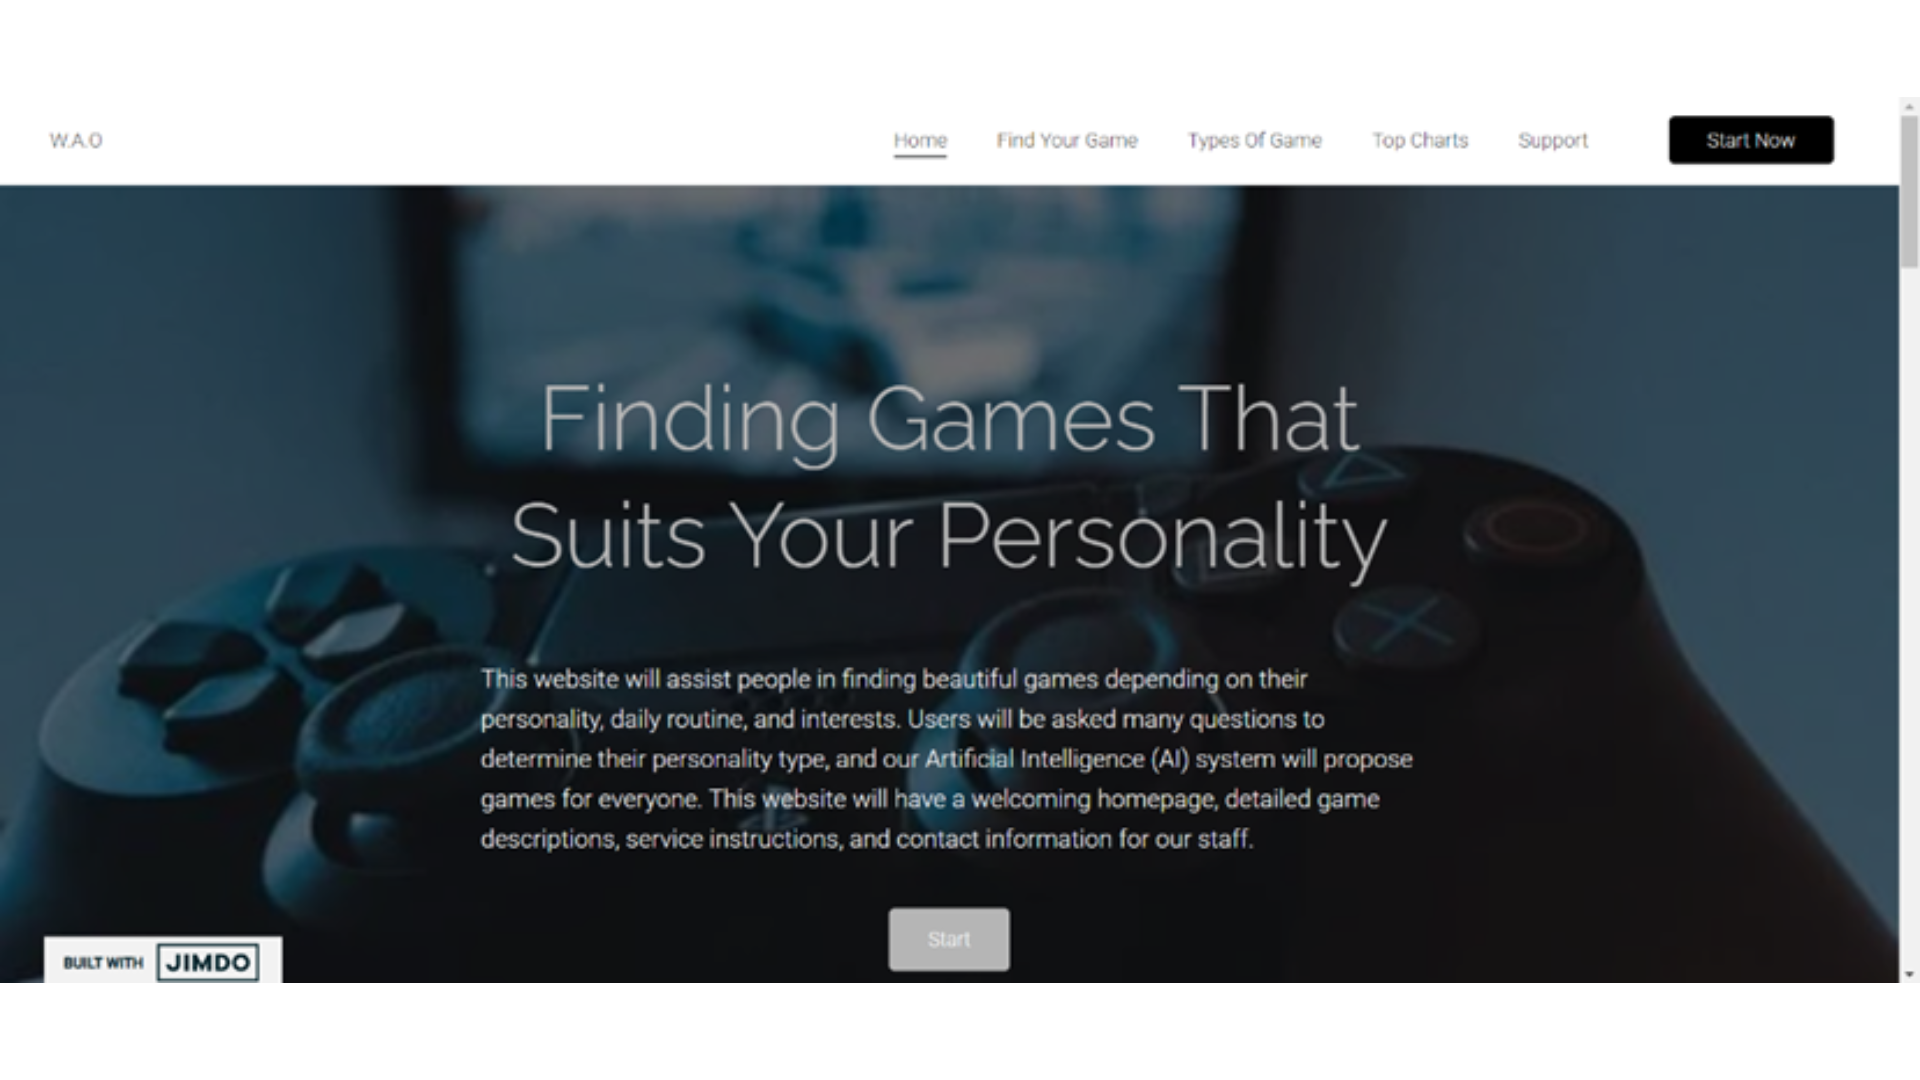 W.A.O
Home
Find Your Game
Types Of Game
Top Charts
Support
Start Now
Finding Games That
Suits Your Personality
This website will assist people in finding beautiful games depending on their
personality, daily routine, and interests. Users will be asked many questions to
determine their personality type, and our Artificial Intelligence (AI) system will propose
games for everyone. This website will have a welcoming homepage, detailed game
descriptions, service instructions, and contact information for our staff.
Start
BUILT WITH JIMDO